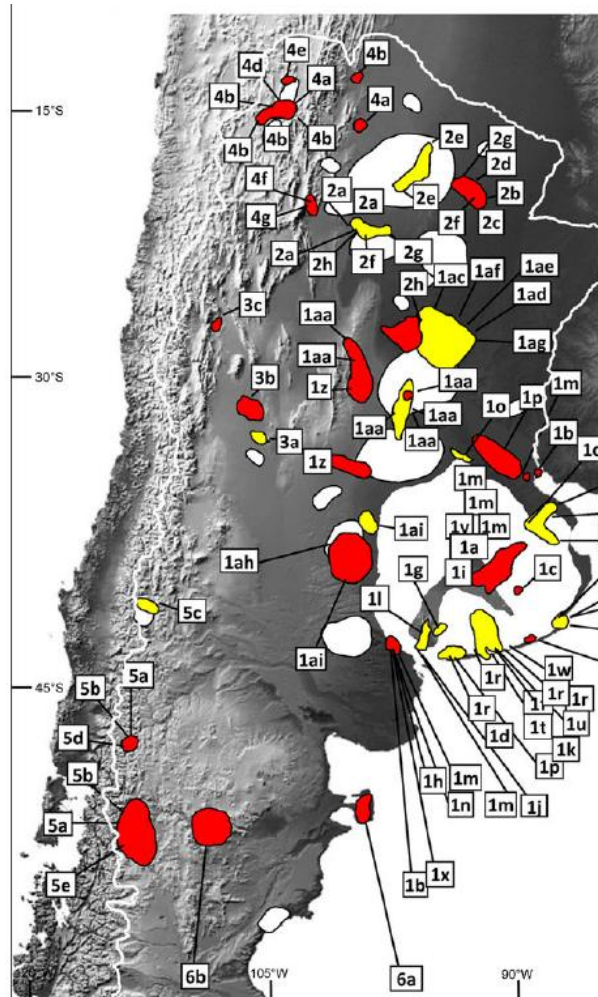 4e
4d
4a
4b
4b
4b
4b
4a
15°S
2e
2g
2d
2b
2c
2f
2e
4f
2a
2a
4g
2a
2h
2f
2g
2h
1ac
1af
1ae
1ad
1ag
3c
1aa
1aa
1z
30°S
3b
1aa
1aa
1aa
1aa
1o
1p
1m
1b
3a
1z
1m
1m
1m
1a
1i
1ai
1ah
1g
1c
1l
5c
1ai
45°S
5b
5a
5d
1r
1w
1r
1r
1u
1t
1k
1r
1d
1p
1h
1m
1n
1m
1j
5b
5a
5e
1b
1x
6b
105°W
6a
90°W